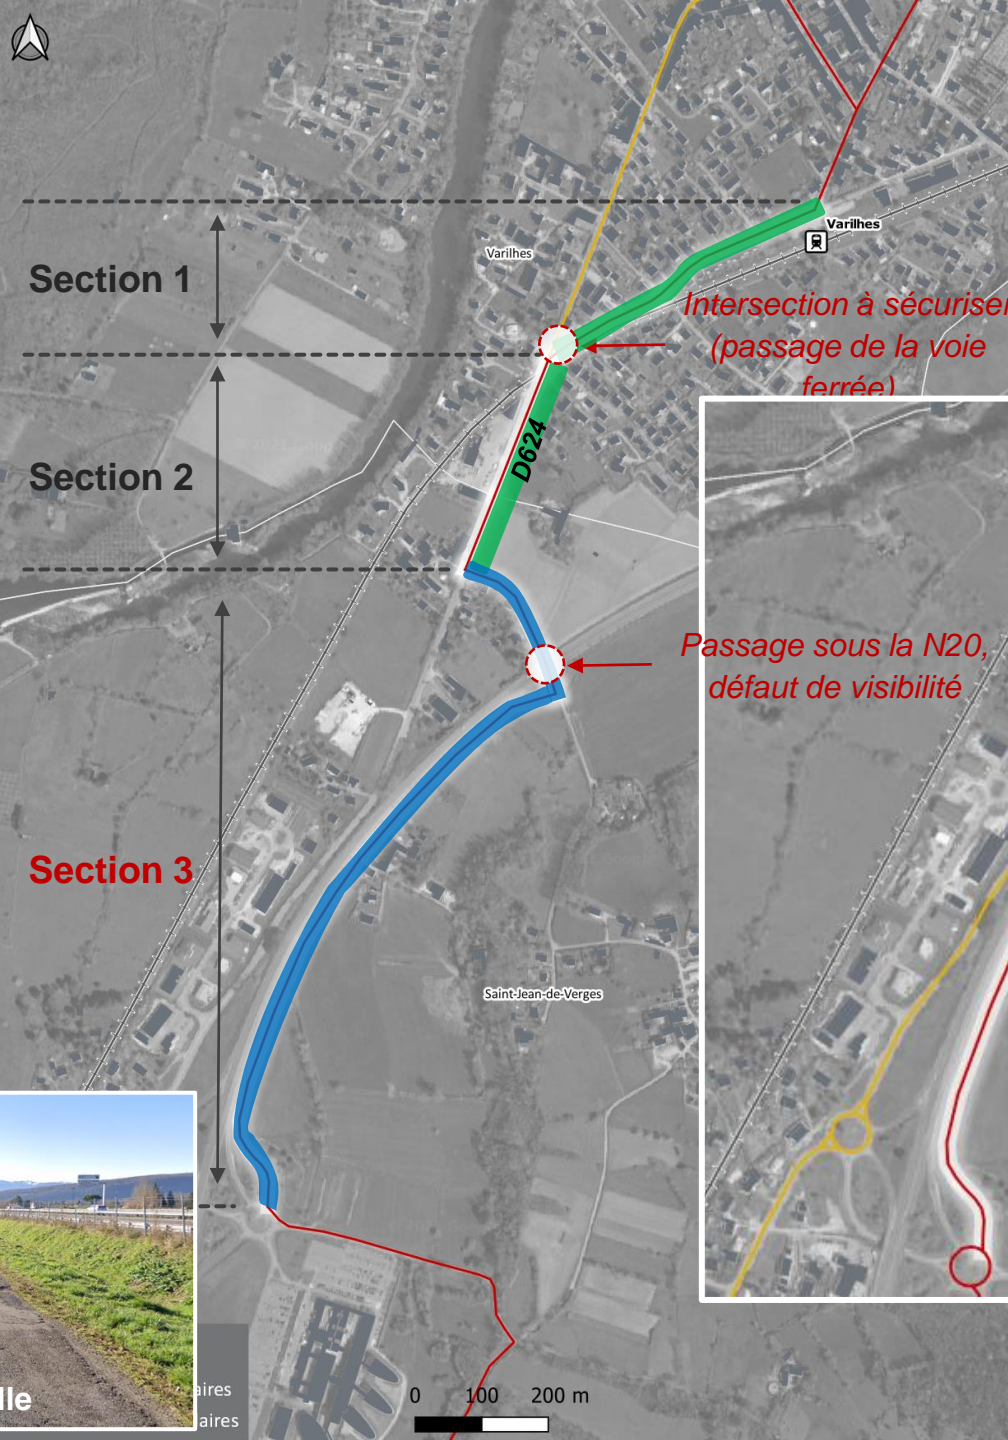 Varilhes
Varilhes
Section 1
Intersection à sécuriser
(passage de la voie
ferrée)
D624
Section 2
Passage sous la N20,
défaut de visibilité
Section 3
Saint-Jean-de-Verges
lle
aires
aires
0 100 200 m